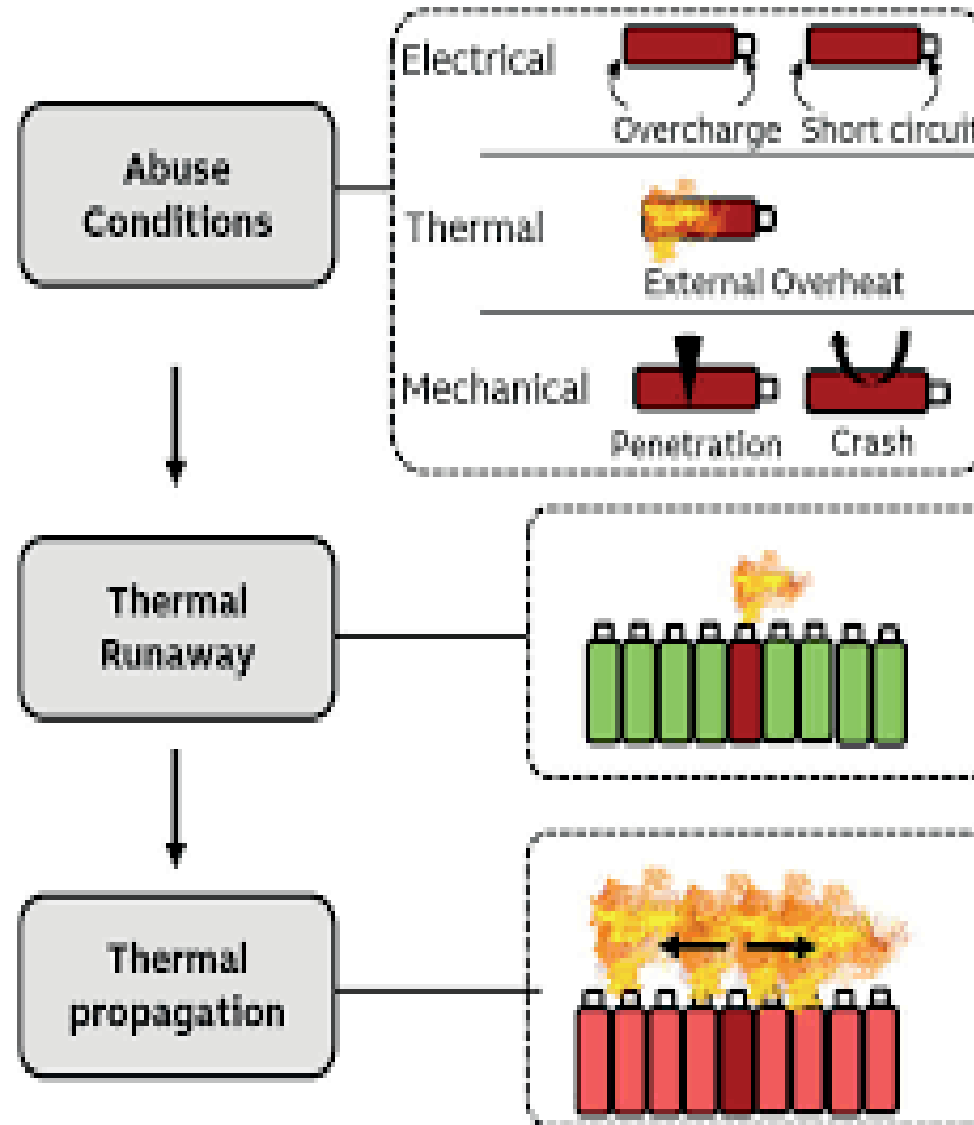 Electrical
Overcharge Short circuit
Abuse
Conditions
Thermal
External Overheat
Mechanical
Penetration Crash
Thermal
Runaway
Thermal
propagation